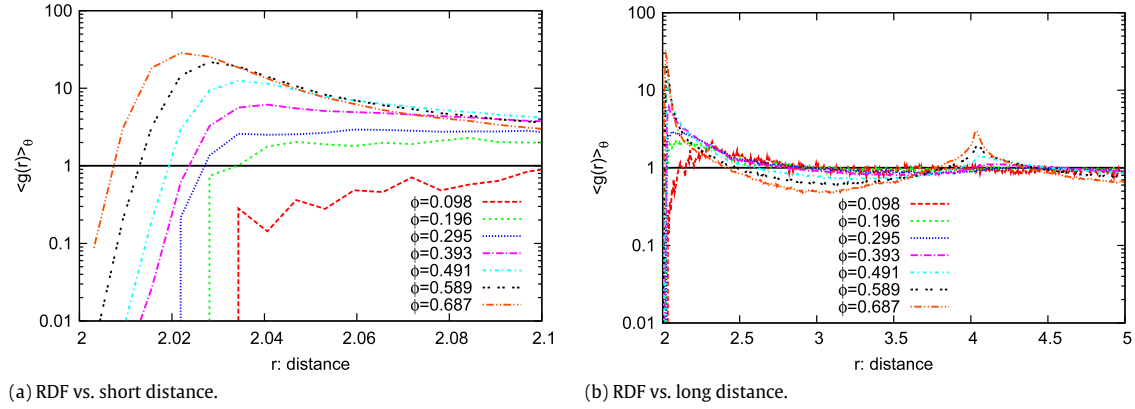 100
10
1
0.1
0.01
<g(r)>θ
2
2.02
2.04
2.06
2.08
2.1
r: distance
ϕ=0.098
ϕ=0.196
ϕ=0.295
ϕ=0.393
ϕ=0.491
ϕ=0.589
ϕ=0.687
(a) RDF vs. short distance.
100
10
1
0.1
0.01
<g(r)>θ
2
2.5
3
3.5
4
4.5
5
r: distance
ϕ=0.098
ϕ=0.196
ϕ=0.295
ϕ=0.393
ϕ=0.491
ϕ=0.589
ϕ=0.687
(b) RDF vs. long distance.